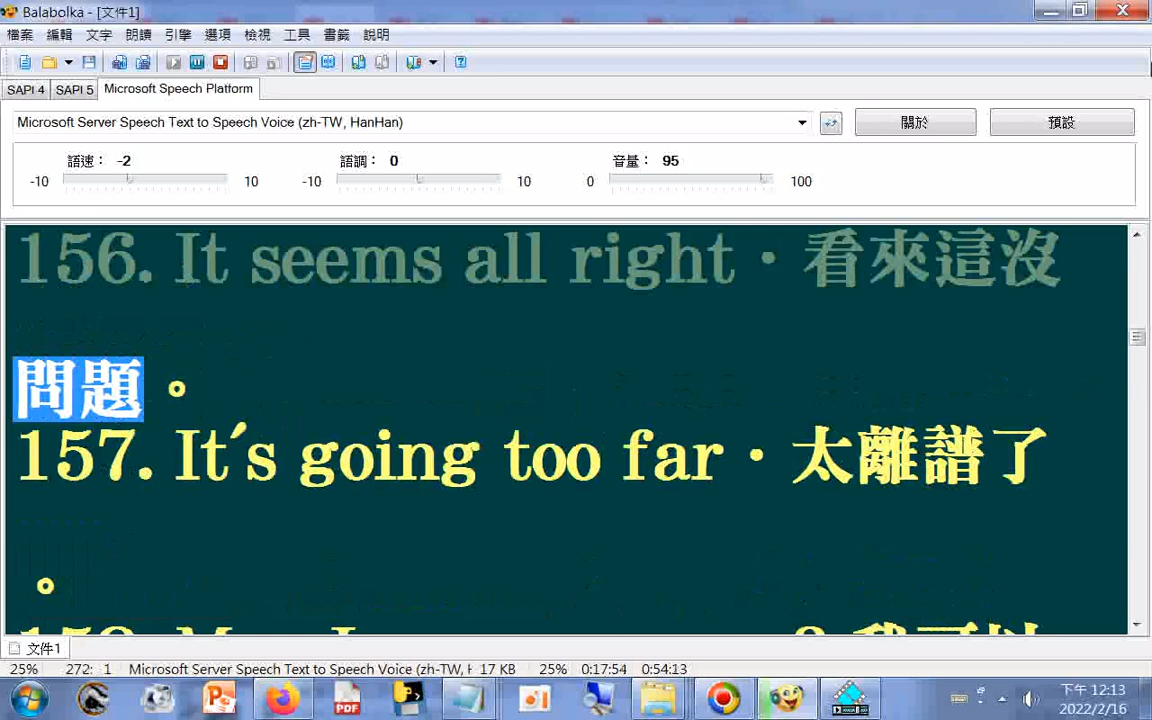 Balabolka - [文件1]
檔案 編輯 文字 朗讀 引擎 選項 檢視 工具 書籤 說明
SAPI 4 SAPI 5 Microsoft Speech Platform
Microsoft Server Speech Text to Speech Voice (zh-TW, HanHan) 關於 預設
語速： -2 語調： 0 音量： 95
-10 10 -10 10 0 100
156. It seems all right．看來這沒
問題。
157. It's going too far．太離譜了
。
文件1
25% 272: 1 Microsoft Server Speech Text to Speech Voice (zh-TW, 17 KB 25% 0:17:54 0:54:13
PDF
下午 12:13
2022/2/16